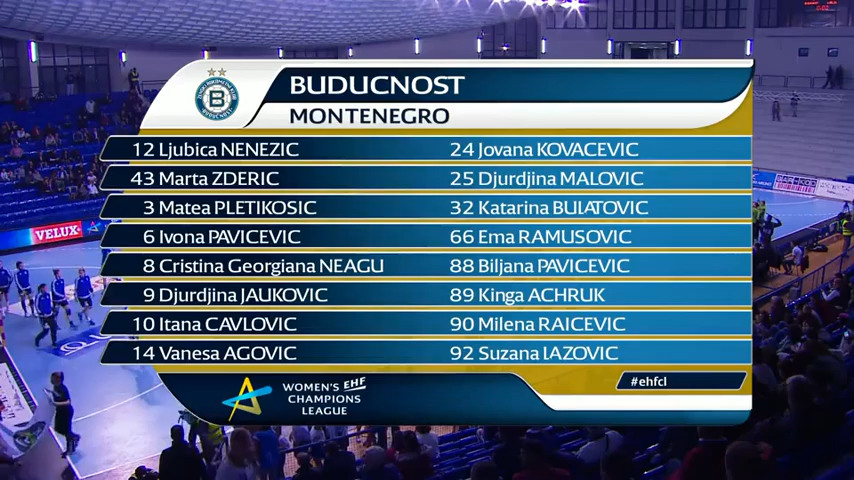 BUDUCNOST
MONTENEGRO
12 Ljubica NENEZIC
43 Marta ZDERIC
3 Matea PLETIKOSIC
6 Ivona PAVICEVIC
8 Cristina Georgiana NEAGU
9 Djurdjina JAUKOVIC
10 Itana CAVLOVIC
14 Vanesa AGOVIC
24 Jovana KOVACEVIC
25 Djurdjina MALOVIC
32 Katarina BULATOVIC
66 Ema RAMUSOVIC
88 Biljana PAVICEVIC
89 Kinga ACHRUK
90 Milena RAICEVIC
92 Suzana LAZOVIC
WOMEN'S EHF
CHAMPIONS
LEAGUE
#ehfcl
VELUX
B
BUDUCNOST